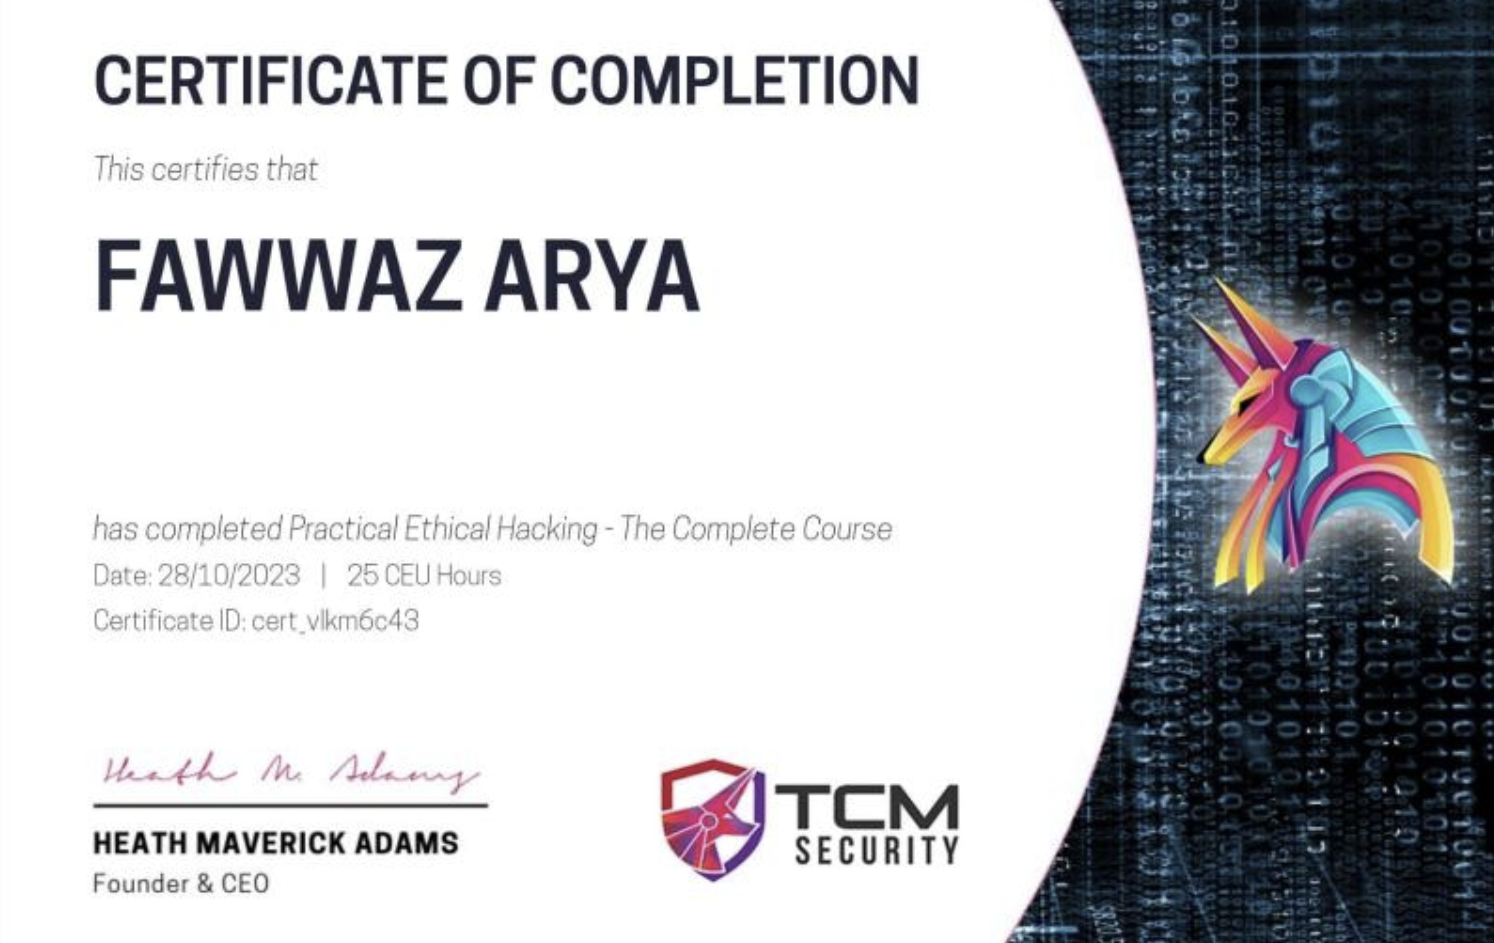 CERTIFICATE OF COMPLETION
This certifies that
FAWWAZ ARYA
has completed Practical Ethical Hacking - The Complete Course
Date: 28/10/2023 | 25 CEU Hours
Certificate ID: cert_vlkm6c43
Heath M. Adams
HEATH MAVERICK ADAMS
Founder & CEO
TCM
SECURITY